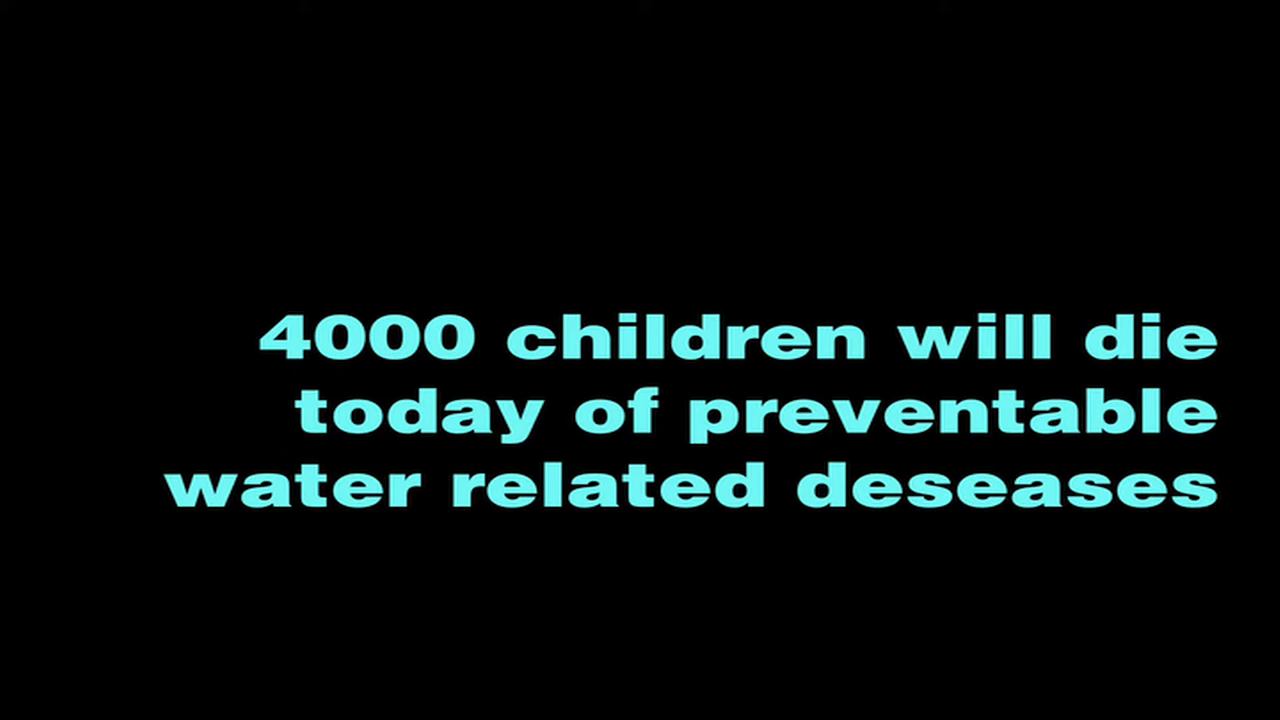 4000 children will die
today of preventable
water related deseases